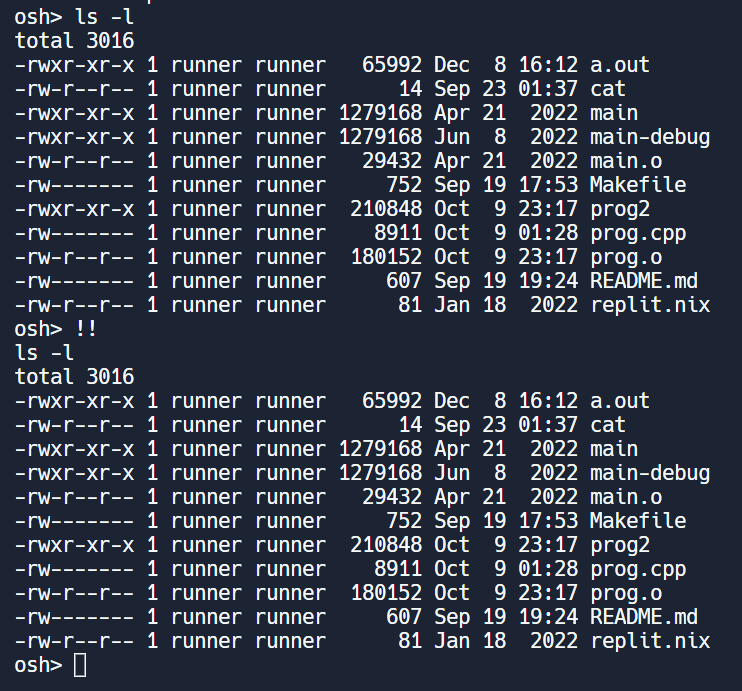 osh> ls -l
total 3016
-rwxr-xr-x 1 runner runner   65992 Dec  8 16:12 a.out
-rw-r--r-- 1 runner runner      14 Sep 23 01:37 cat
-rwxr-xr-x 1 runner runner 1279168 Apr 21  2022 main
-rwxr-xr-x 1 runner runner 1279168 Jun  8  2022 main-debug
-rw-r--r-- 1 runner runner   29432 Apr 21  2022 main.o
-rw------- 1 runner runner     752 Sep 19 17:53 Makefile
-rwxr-xr-x 1 runner runner  210848 Oct  9 23:17 prog2
-rw------- 1 runner runner    8911 Oct  9 01:28 prog.cpp
-rw-r--r-- 1 runner runner  180152 Oct  9 23:17 prog.o
-rw------- 1 runner runner     607 Sep 19 19:24 README.md
-rw-r--r-- 1 runner runner      81 Jan 18  2022 replit.nix
osh> !!
ls -l
total 3016
-rwxr-xr-x 1 runner runner   65992 Dec  8 16:12 a.out
-rw-r--r-- 1 runner runner      14 Sep 23 01:37 cat
-rwxr-xr-x 1 runner runner 1279168 Apr 21  2022 main
-rwxr-xr-x 1 runner runner 1279168 Jun  8  2022 main-debug
-rw-r--r-- 1 runner runner   29432 Apr 21  2022 main.o
-rw------- 1 runner runner     752 Sep 19 17:53 Makefile
-rwxr-xr-x 1 runner runner  210848 Oct  9 23:17 prog2
-rw------- 1 runner runner    8911 Oct  9 01:28 prog.cpp
-rw-r--r-- 1 runner runner  180152 Oct  9 23:17 prog.o
-rw------- 1 runner runner     607 Sep 19 19:24 README.md
-rw-r--r-- 1 runner runner      81 Jan 18  2022 replit.nix
osh>